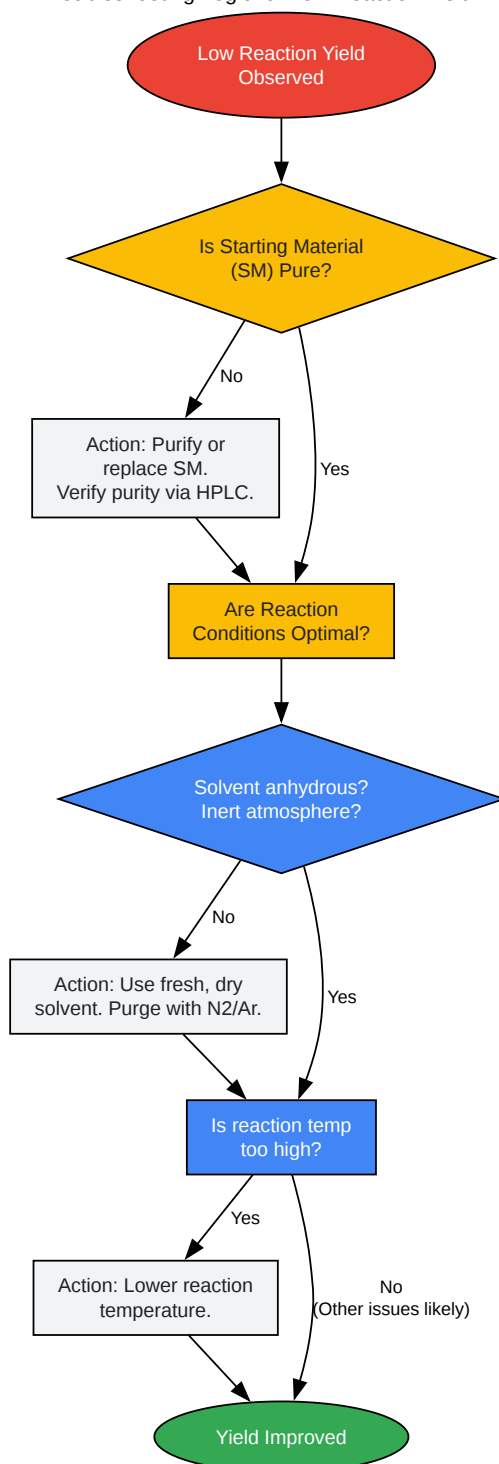 Low Reaction Yield
Observed
Is Starting Material
(SM) Pure?
No
Yes
Action: Purify or
replace SM.
Verify purity via HPLC.
Are Reaction
Conditions Optimal?
Solvent anhydrous?
Inert atmosphere?
No
Yes
Action: Use fresh, dry
solvent. Purge with N2/Ar.
Is reaction temp
too high?
Yes
No
(Other issues likely)
Action: Lower reaction
temperature.
Yield Improved